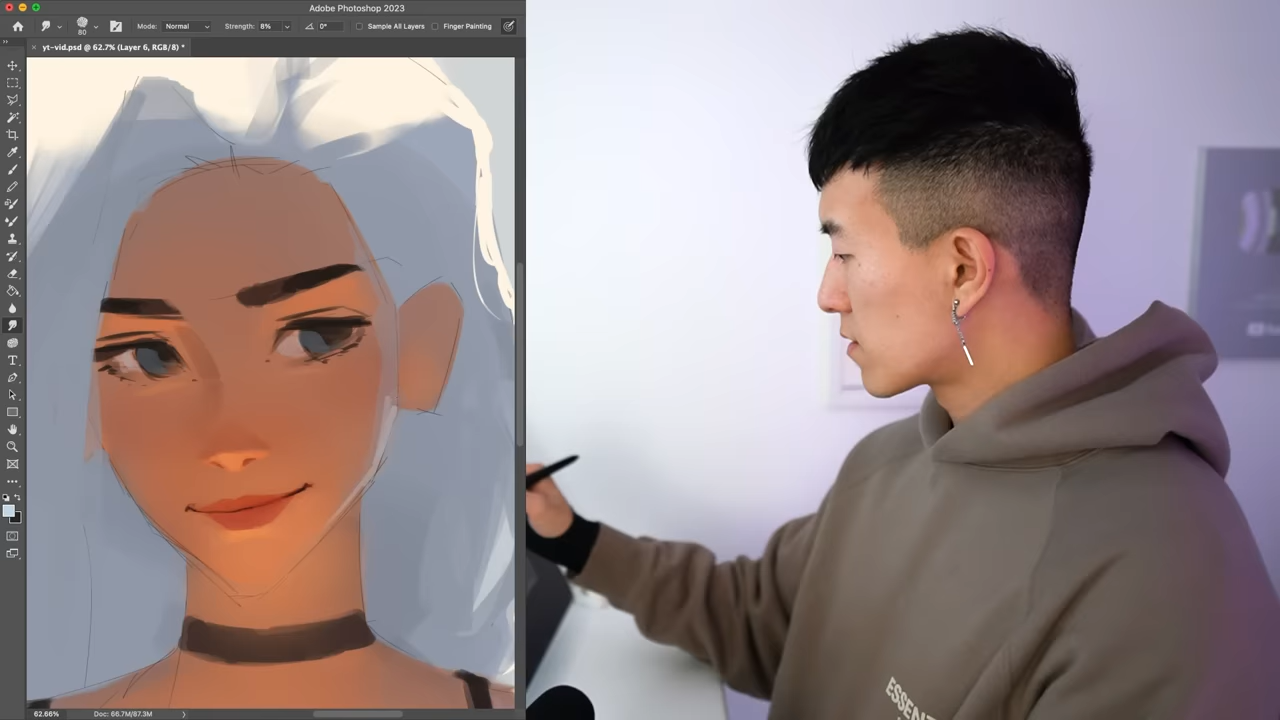 Adobe Photoshop 2023
80
Mode: Normal Strength: 8% 0° Sample All Layers Finger Painting
yt-vid.psd @ 62.7% (Layer 6, RGB/8) *
62.66% Doc: 66.7M/87.3M